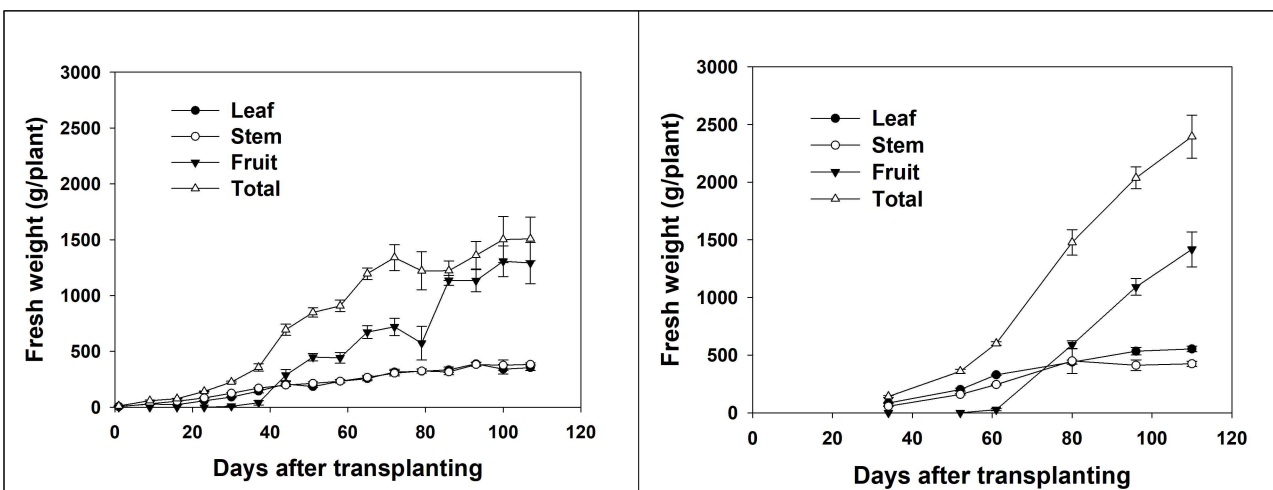 3000
2500
2000
1500
1000
500
0
Fresh weight (g/plant)
Leaf
Stem
Fruit
Total
0 20 40 60 80 100 120
Days after transplanting
3000
2500
2000
1500
1000
500
0
Fresh weight (g/plant)
Leaf
Stem
Fruit
Total
0 20 40 60 80 100 120
Days after transplanting